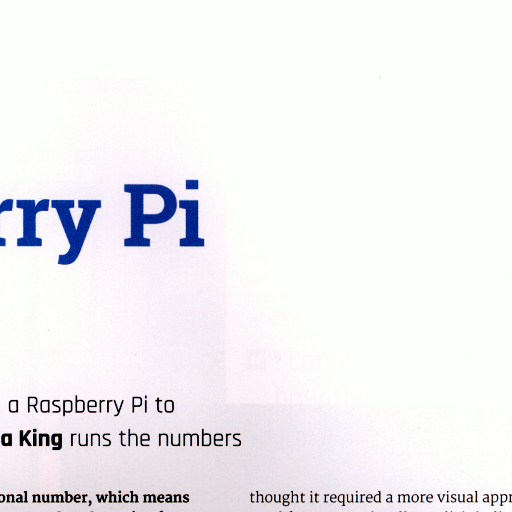 rry Pi
a Raspberry Pi to
a King runs the numbers
onal number, which means
thought it required a more visual appr